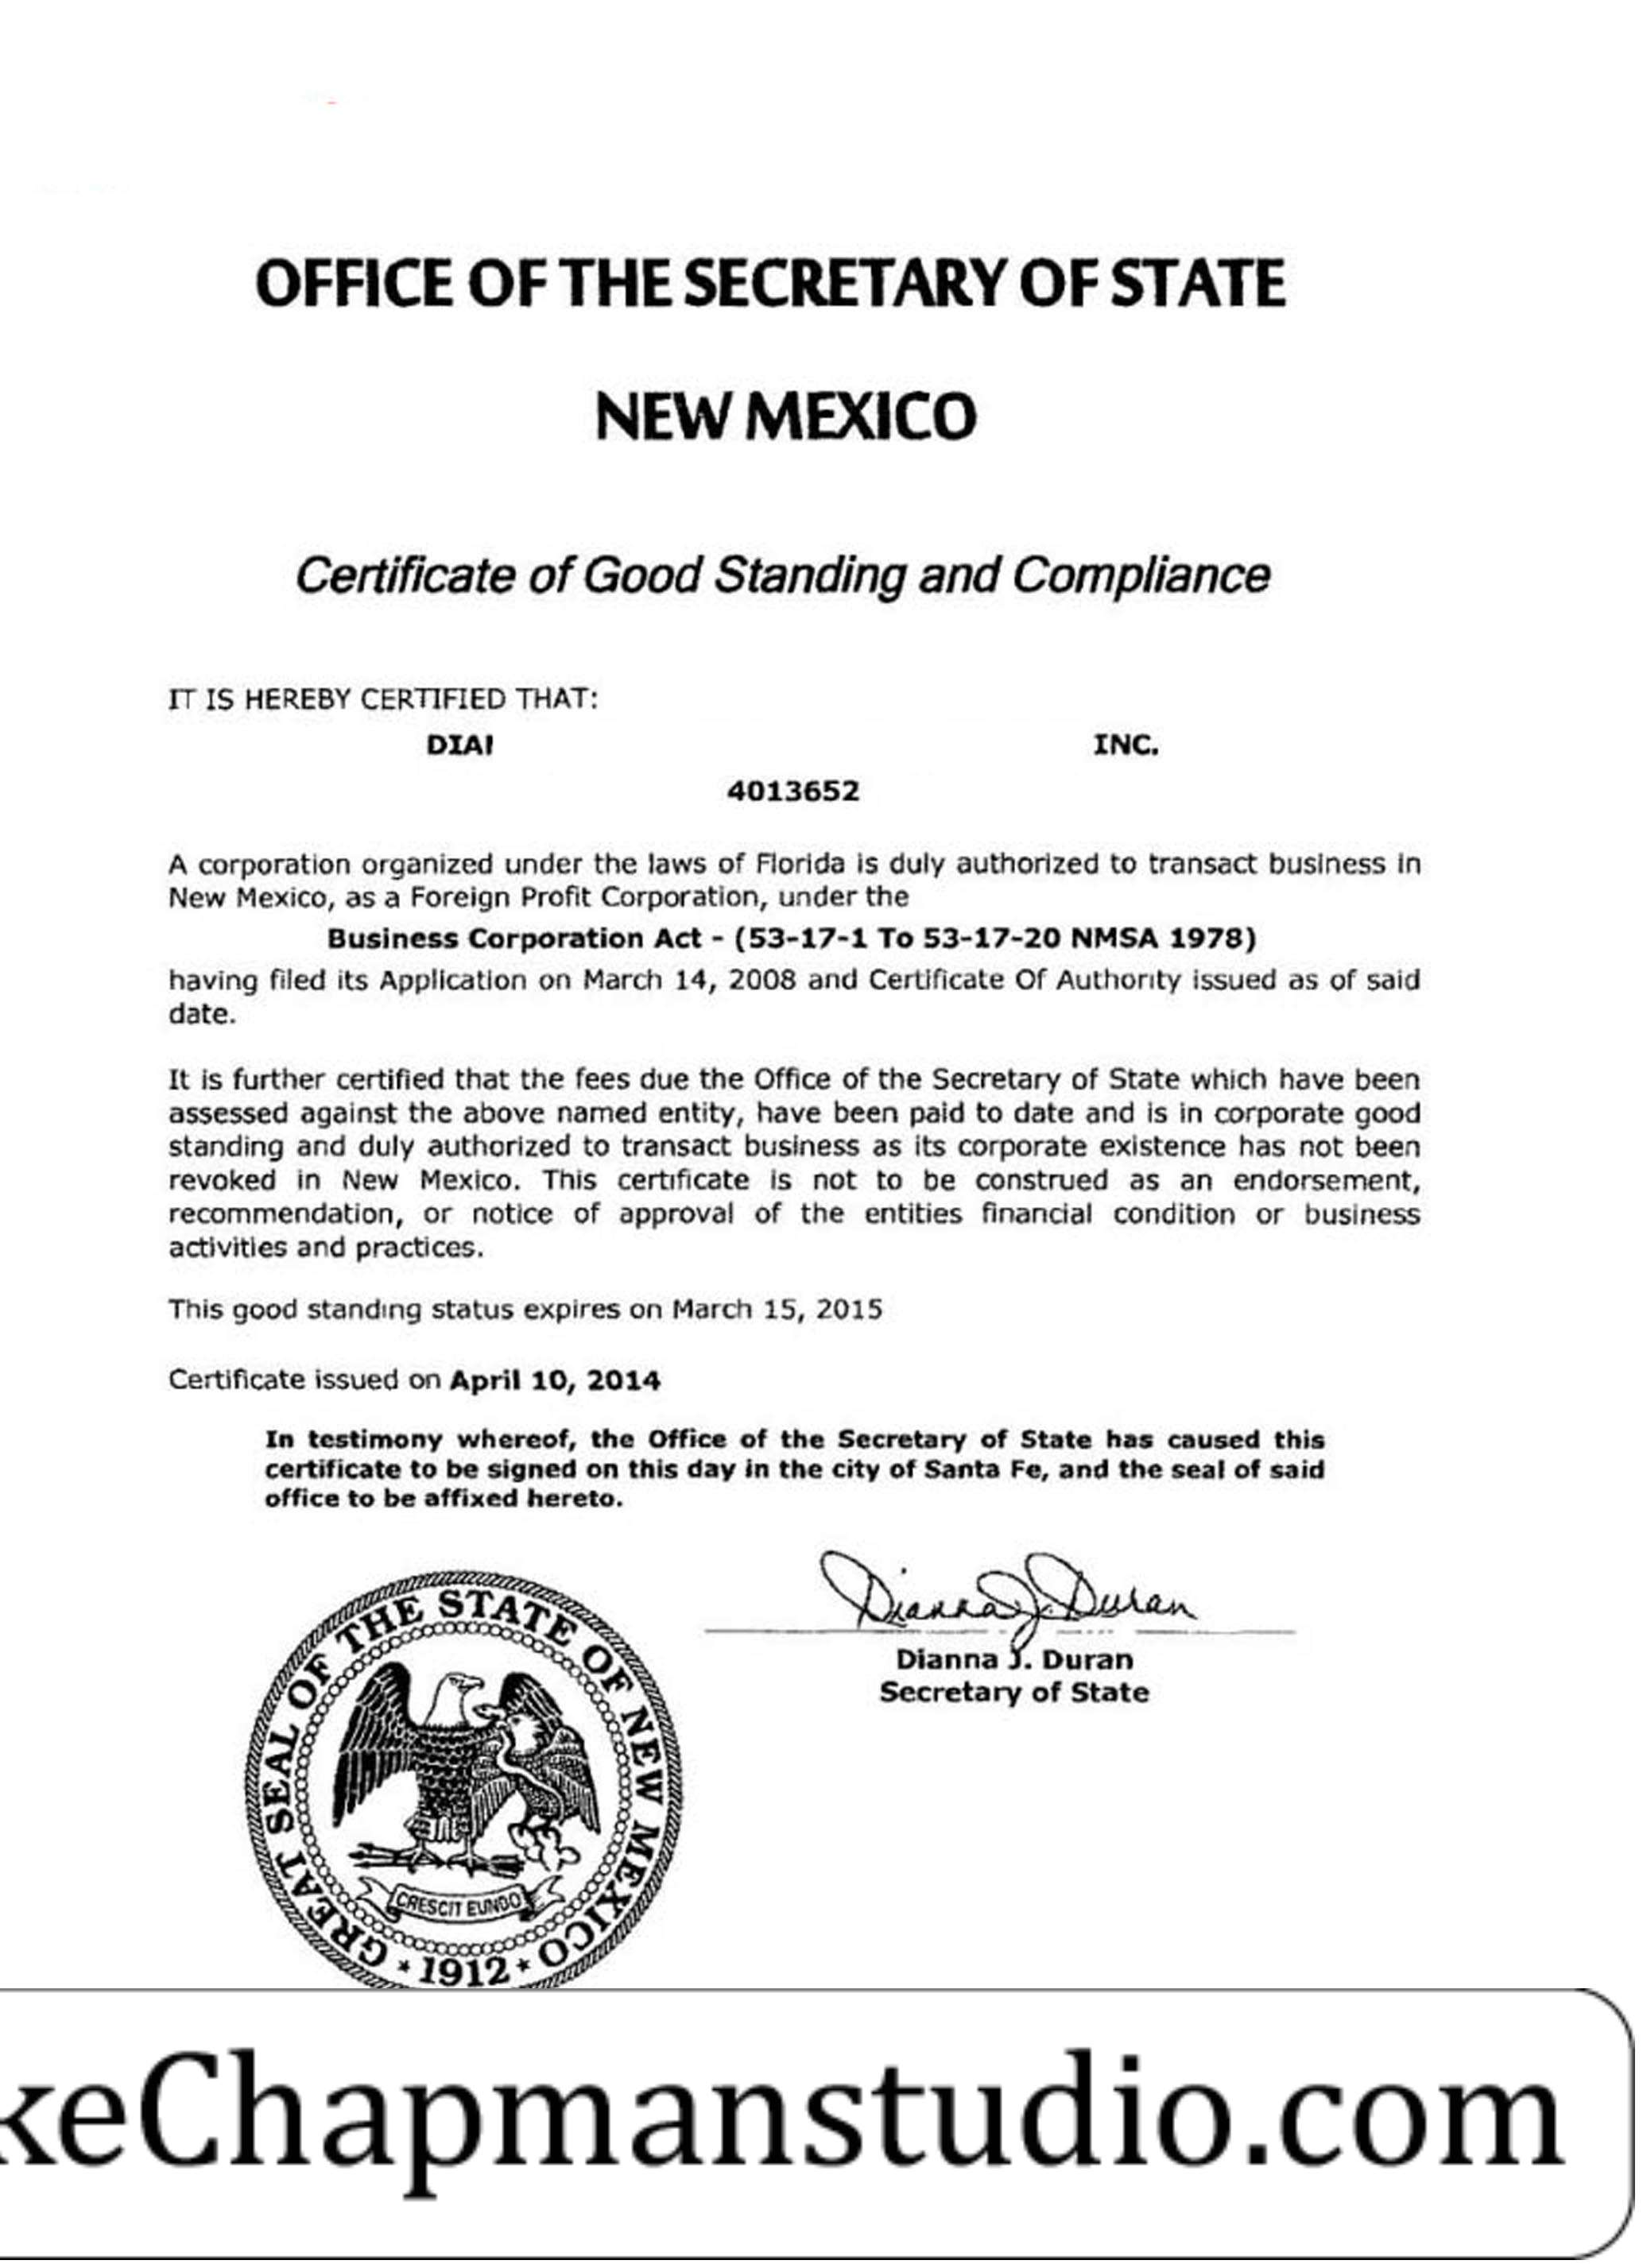 OFFICE OF THE SECRETARY OF STATE
NEW MEXICO
Certificate of Good Standing and Compliance
IT IS HEREBY CERTIFIED THAT:
DIAI INC.
4013652
A corporation organized under the laws of Florida is duly authorized to transact business in
New Mexico, as a Foreign Profit Corporation, under the
Business Corporation Act - (53-17-1 To 53-17-20 NMSA 1978)
having filed its Application on March 14, 2008 and Certificate Of Authority issued as of said
date.
It is further certified that the fees due the Office of the Secretary of State which have been
assessed against the above named entity, have been paid to date and is in corporate good
standing and duly authorized to transact business as its corporate existence has not been
revoked in New Mexico. This certificate is not to be construed as an endorsement,
recommendation, or notice of approval of the entities financial condition or business
activities and practices.
This good standing status expires on March 15, 2015
Certificate issued on April 10, 2014
In testimony whereof, the Office of the Secretary of State has caused this
certificate to be signed on this day in the city of Santa Fe, and the seal of said
office to be affixed hereto.
Dianna J. Duran
Dianna J. Duran
Secretary of State
GREAT SEAL OF THE STATE OF NEW MEXICO
CRESCIT EUNDO
* 1912 *
keChapmanstudio.com